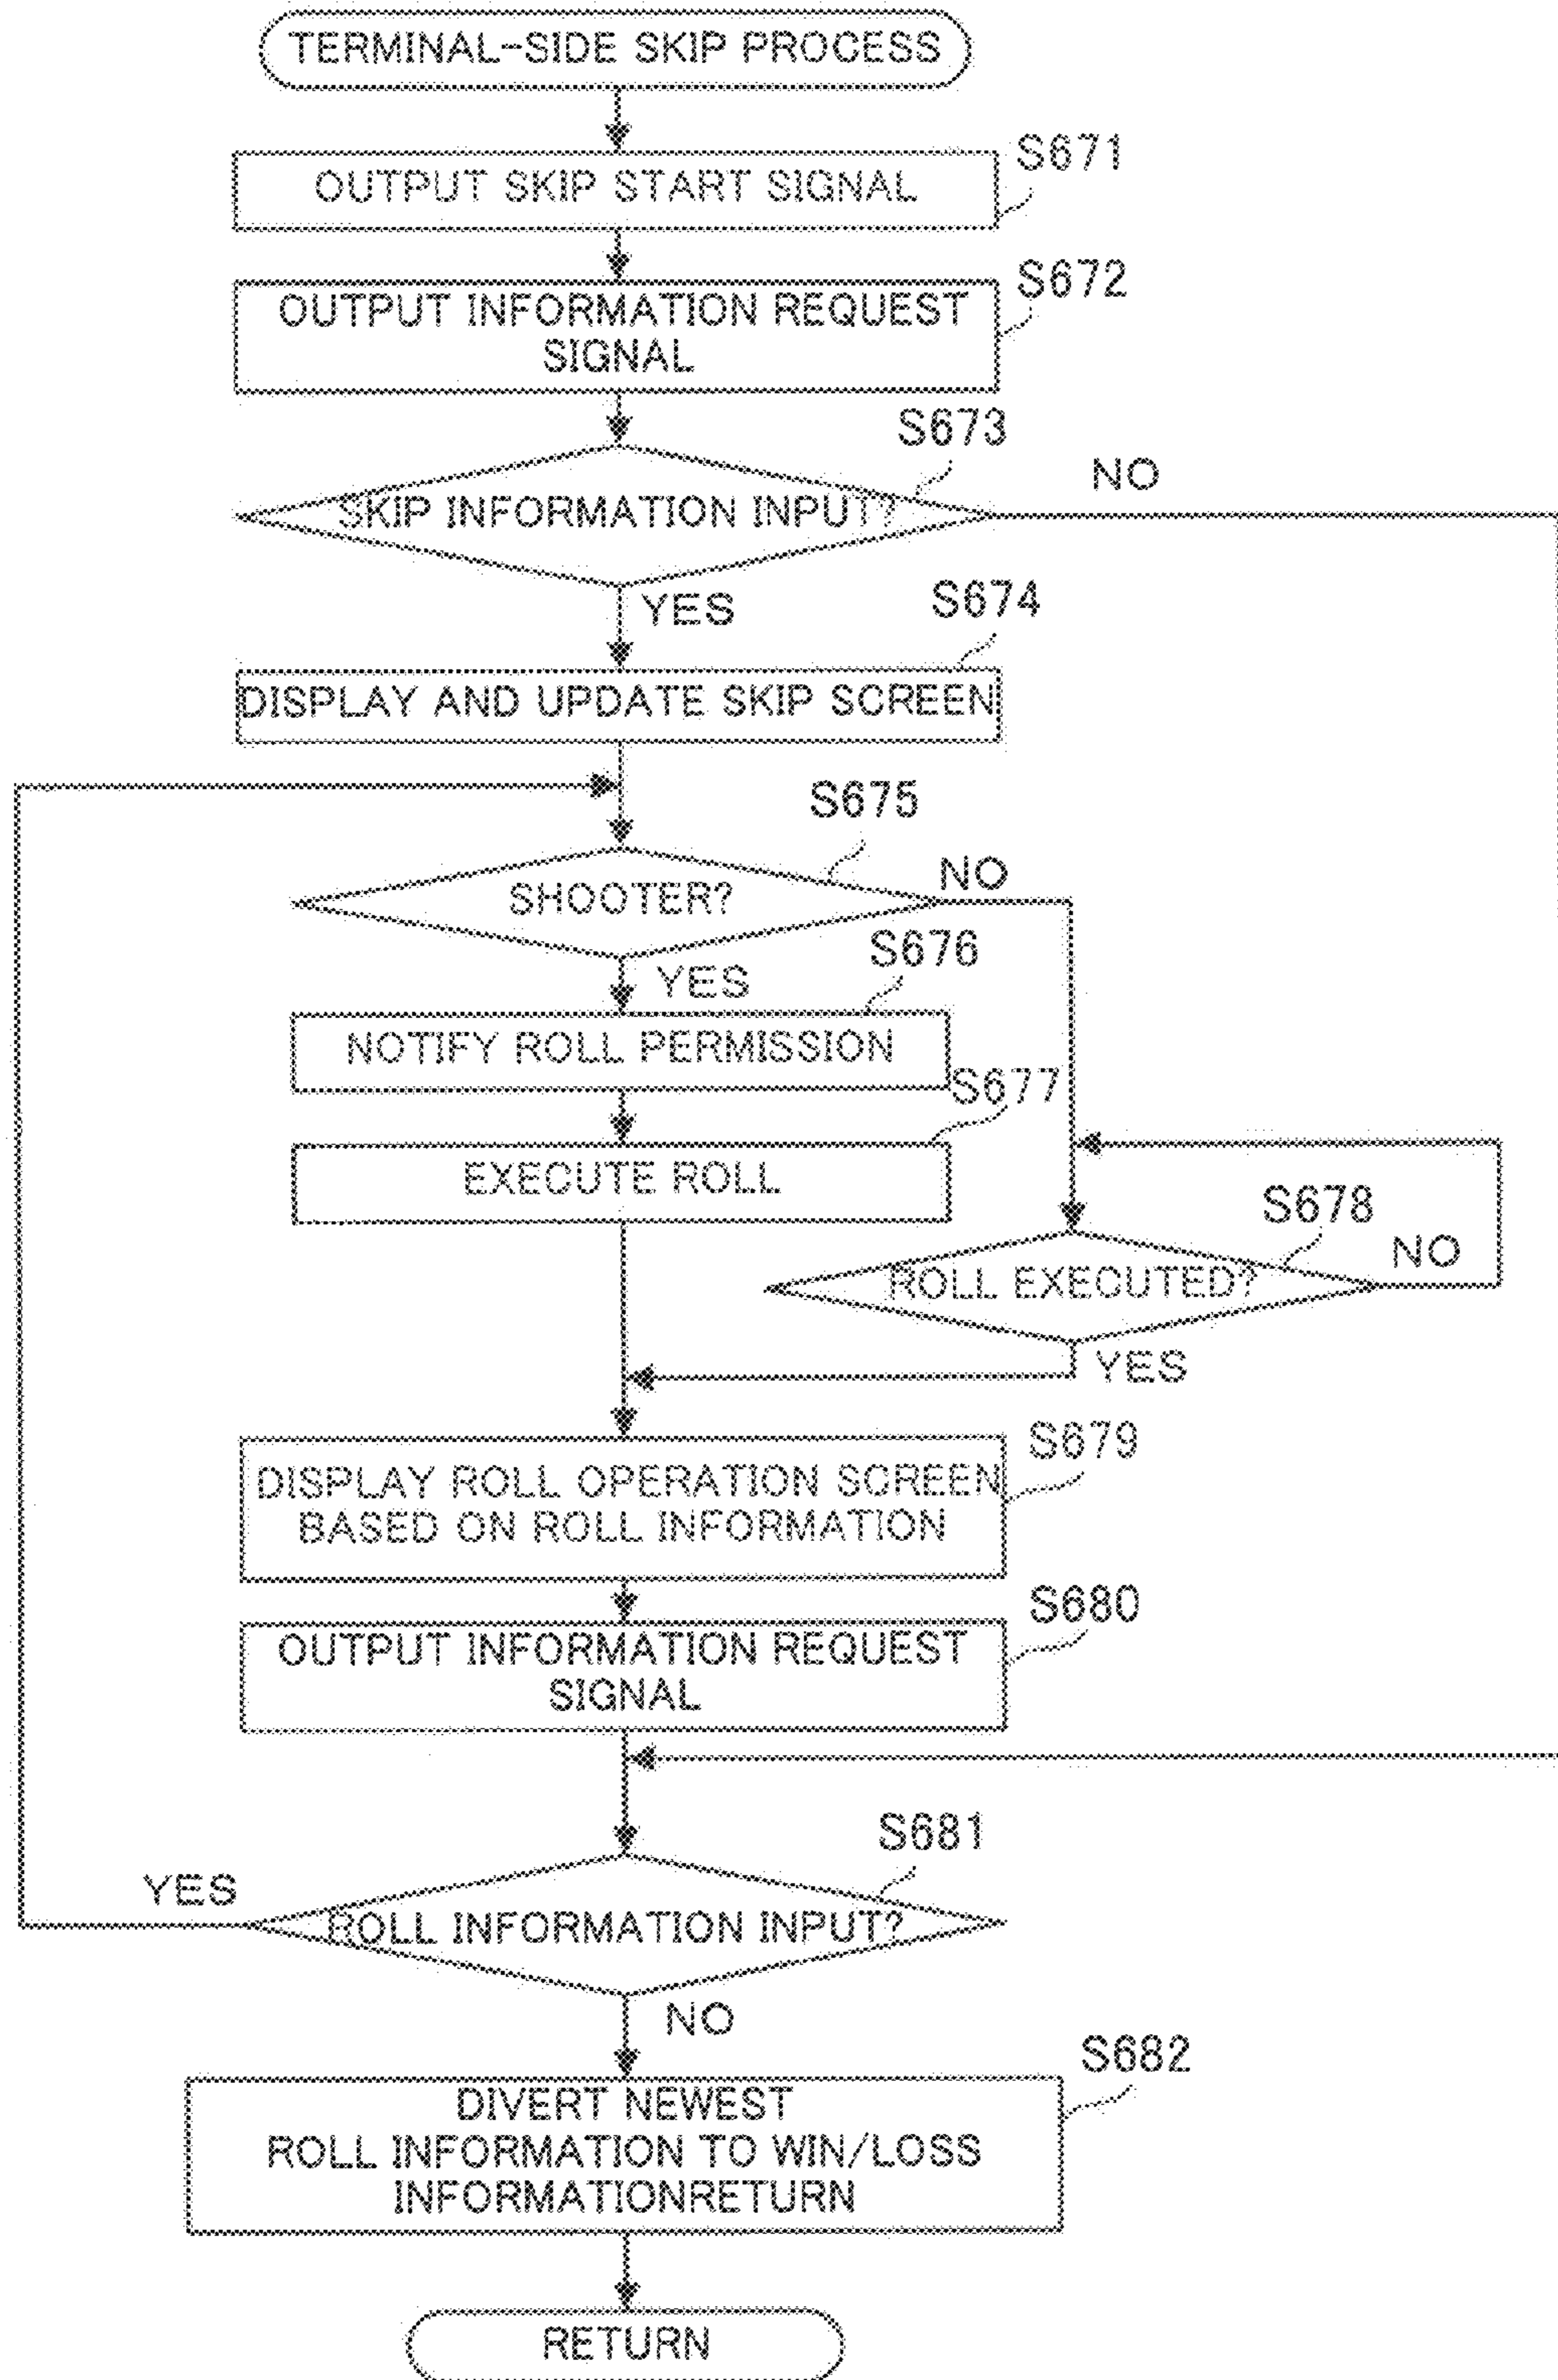 TERMINAL-SIDE SKIP PROCESS
S671
OUTPUT SKIP START SIGNAL
S672
OUTPUT INFORMATION REQUEST
SIGNAL
S673
NO
SKIP INFORMATION INPUT?
YES
S674
DISPLAY AND UPDATE SKIP SCREEN
S675
NO
SHOOTER?
S676
YES
NOTIFY ROLL PERMISSION
S677
EXECUTE ROLL
S678
NO
ROLL EXECUTED?
YES
S679
DISPLAY ROLL OPERATION SCREEN
BASED ON ROLL INFORMATION
S680
OUTPUT INFORMATION REQUEST
SIGNAL
S681
YES
ROLL INFORMATION INPUT?
NO
S682
DIVERT NEWEST
ROLL INFORMATION TO WIN/LOSS
INFORMATIONRETURN
RETURN